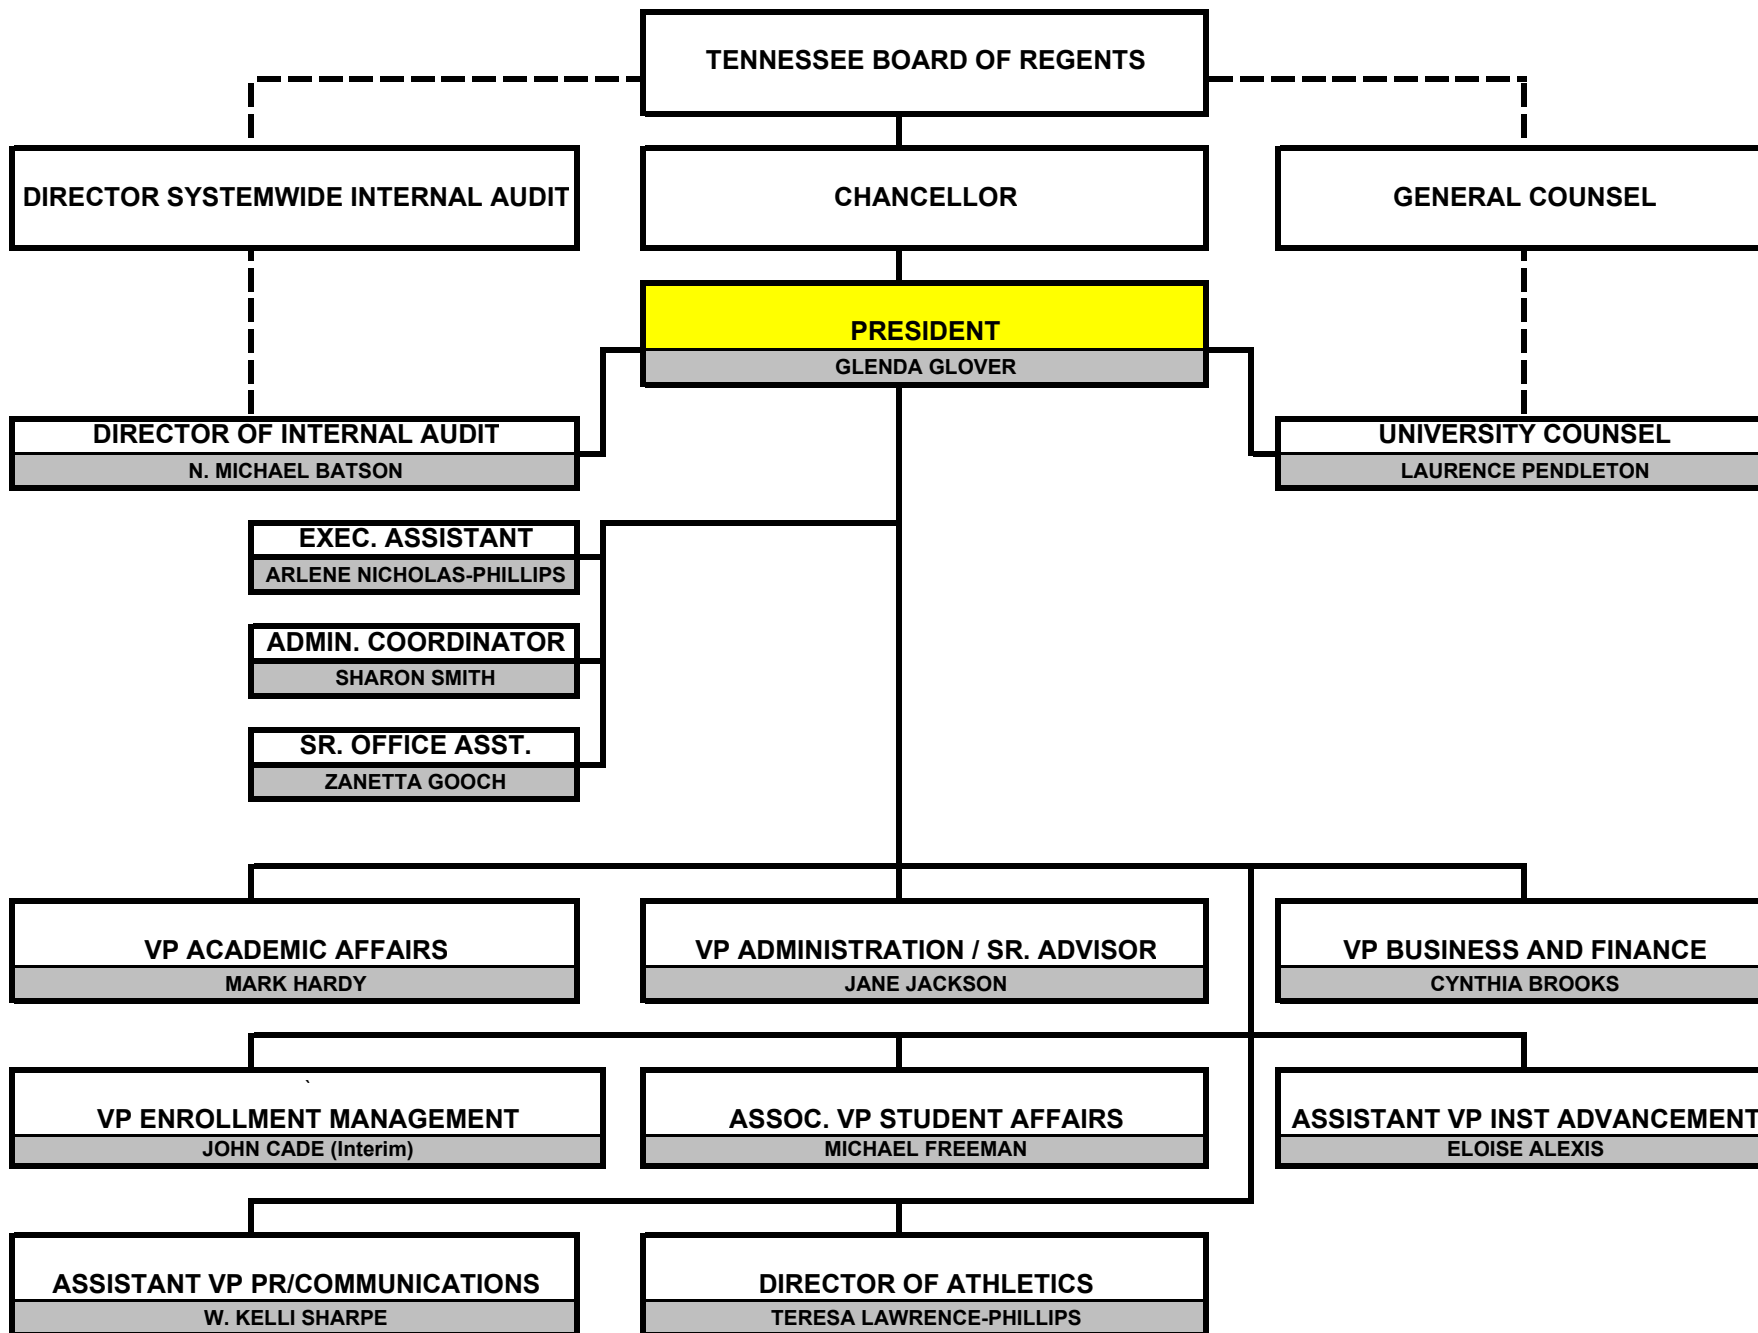 TENNESSEE BOARD OF REGENTS
DIRECTOR SYSTEMWIDE INTERNAL AUDIT
CHANCELLOR
GENERAL COUNSEL
PRESIDENT
GLENDA GLOVER
DIRECTOR OF INTERNAL AUDIT
N. MICHAEL BATSON
UNIVERSITY COUNSEL
LAURENCE PENDLETON
EXEC. ASSISTANT
ARLENE NICHOLAS-PHILLIPS
ADMIN. COORDINATOR
SHARON SMITH
SR. OFFICE ASST.
ZANETTA GOOCH
VP ACADEMIC AFFAIRS
MARK HARDY
VP ADMINISTRATION / SR. ADVISOR
JANE JACKSON
VP BUSINESS AND FINANCE
CYNTHIA BROOKS
`
VP ENROLLMENT MANAGEMENT
JOHN CADE (Interim)
ASSOC. VP STUDENT AFFAIRS
MICHAEL FREEMAN
ASSISTANT VP INST ADVANCEMENT
ELOISE ALEXIS
ASSISTANT VP PR/COMMUNICATIONS
W. KELLI SHARPE
DIRECTOR OF ATHLETICS
TERESA LAWRENCE-PHILLIPS